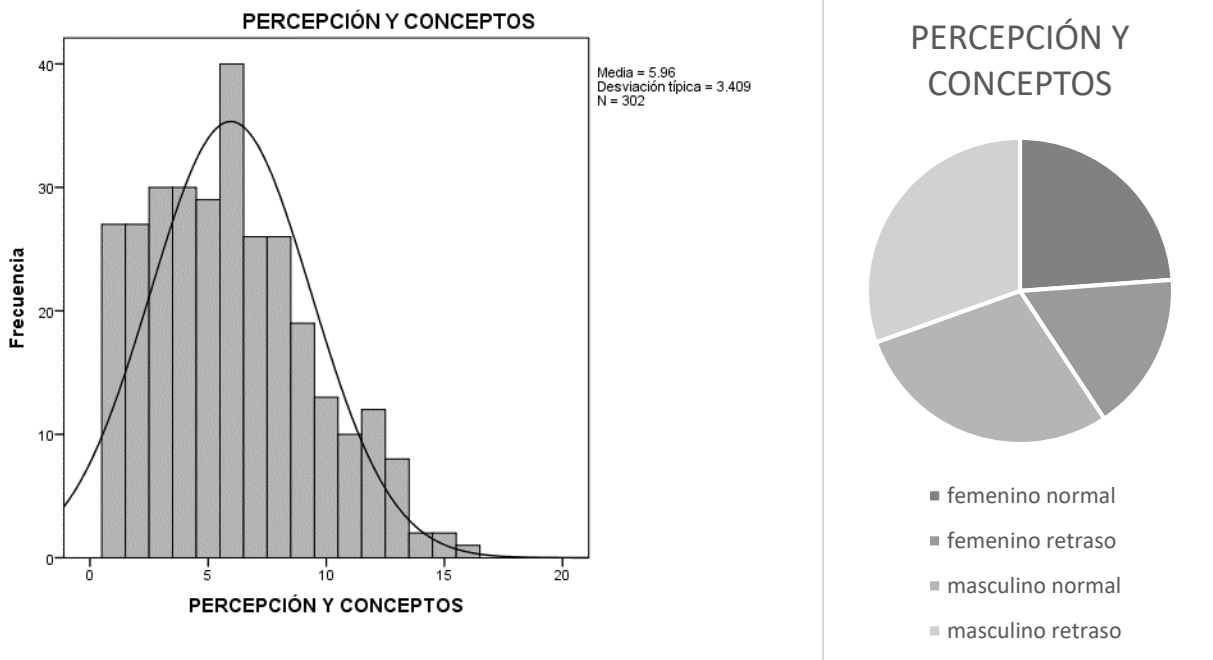 PERCEPCIÓN Y CONCEPTOS
Media = 5.96
Desviación típica = 3.409
N = 302
Frecuencia
40
30
20
10
0
0
5
10
15
20
PERCEPCIÓN Y CONCEPTOS
PERCEPCIÓN Y
CONCEPTOS
femenino normal
femenino retraso
masculino normal
masculino retraso